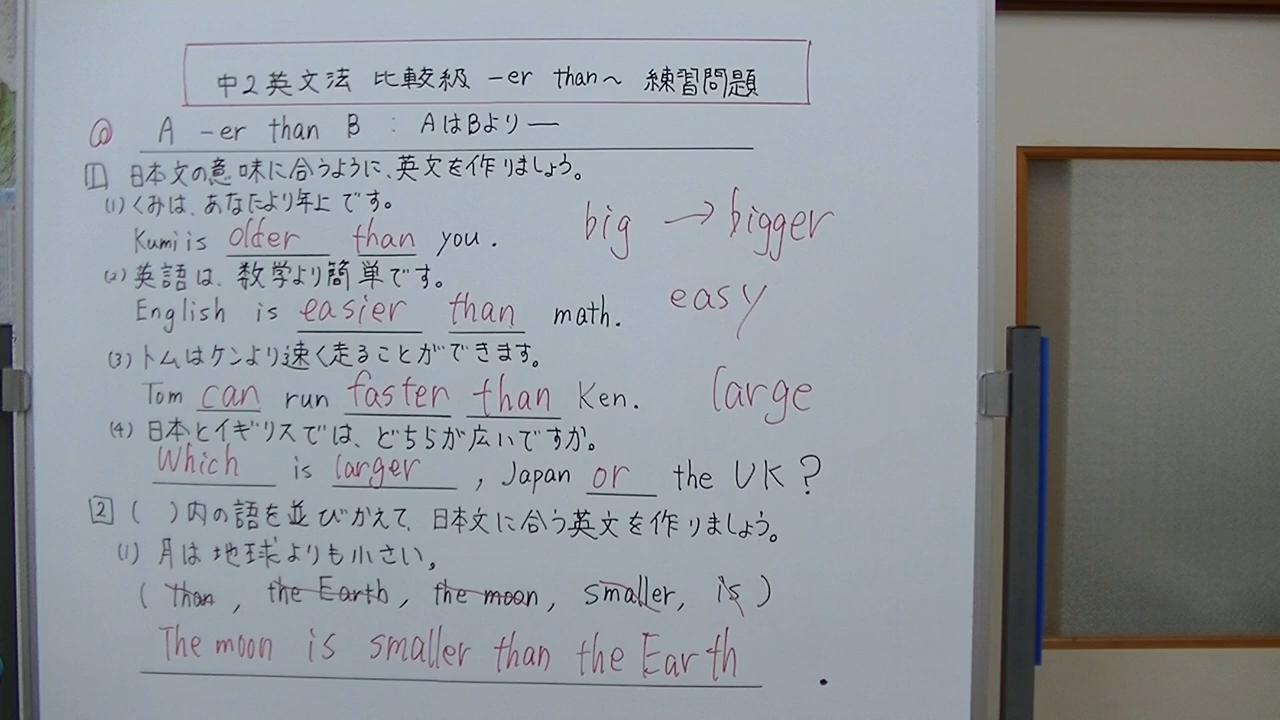 中2英文法 比較級 -er than～ 練習問題
@ A -er than B : AはBより―
1 日本文の意味に合うように、英文を作りましょう。
(1) くみは、あなたより年上です。
Kumi is older than you.
big → bigger
(2) 英語は、数学より簡単です。
English is easier than math.
easy
(3) トムはケンより速く走ることができます。
Tom can run faster than Ken.
large
(4) 日本とイギリスでは、どちらが広いですか。
Which is larger, Japan or the UK?
2 ( )内の語を並びかえて、日本文に合う英文を作りましょう。
(1) 月は地球よりも小さい。
(than, the Earth, the moon, smaller, is)
The moon is smaller than the Earth.